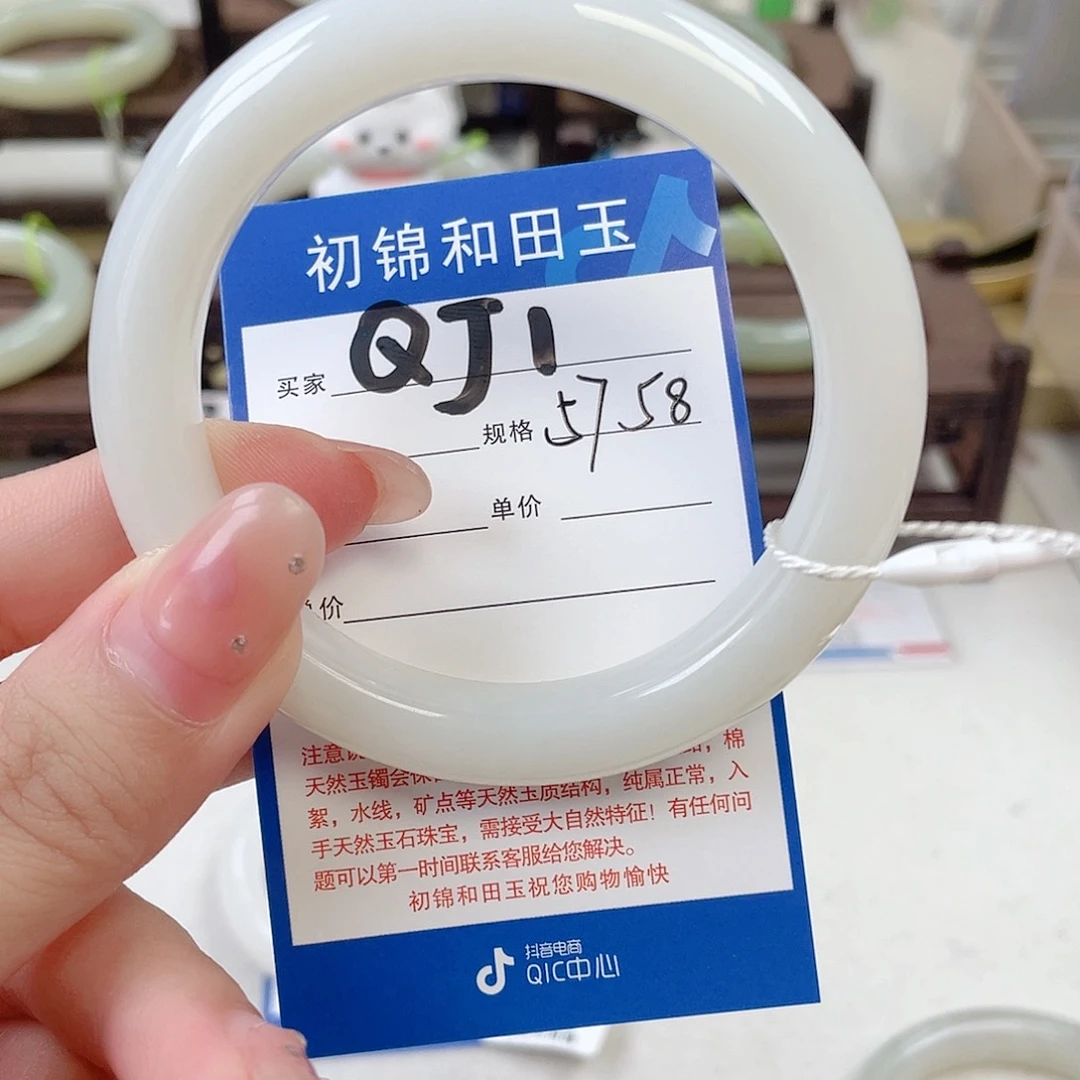 初锦和田玉
买家 QJ1
规格 57 58
单价
价
注意
，棉
天然玉镯会保
絮，水线，矿点等天然玉质结构，纯属正常，入
手天然玉石珠宝，需接受大自然特征！有任何问
题可以第一时间联系客服给您解决。
初锦和田玉祝您购物愉快
抖音电商
QIC中心